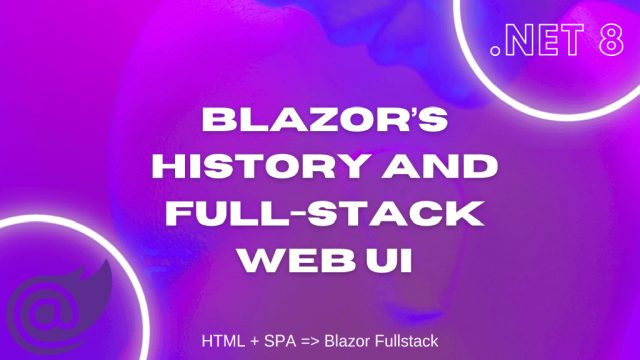 .NET 8
BLAZOR'S
HISTORY AND
FULL-STACK
WEB UI
HTML + SPA => Blazor Fullstack